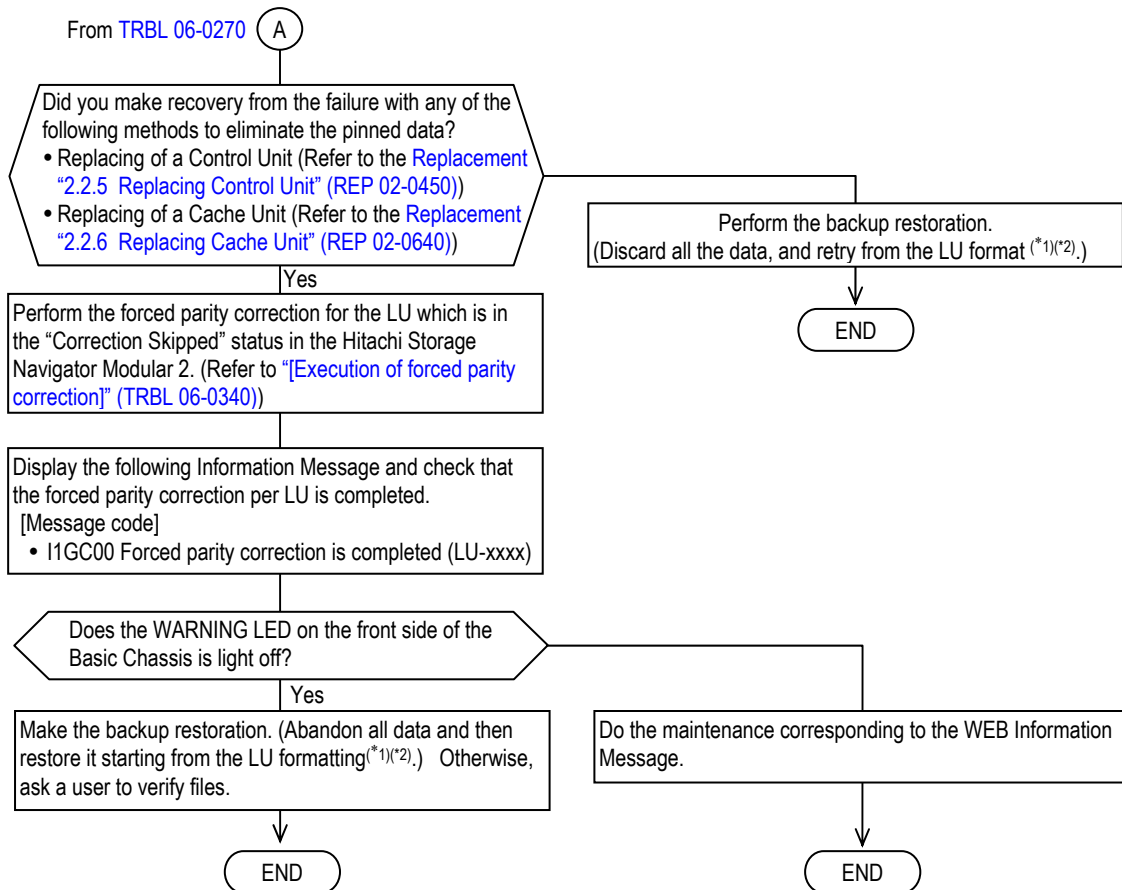 From TRBL 06-0270 A
Did you make recovery from the failure with any of the
following methods to eliminate the pinned data?
• Replacing of a Control Unit (Refer to the Replacement
“2.2.5 Replacing Control Unit” (REP 02-0450))
• Replacing of a Cache Unit (Refer to the Replacement
“2.2.6 Replacing Cache Unit” (REP 02-0640))
Perform the backup restoration.
(Discard all the data, and retry from the LU format (*1)(*2).)
END
Yes
Perform the forced parity correction for the LU which is in
the “Correction Skipped” status in the Hitachi Storage
Navigator Modular 2. (Refer to “[Execution of forced parity
correction]” (TRBL 06-0340))
Display the following Information Message and check that
the forced parity correction per LU is completed.
[Message code]
• I1GC00 Forced parity correction is completed (LU-xxxx)
Does the WARNING LED on the front side of the
Basic Chassis is light off?
Yes
Make the backup restoration. (Abandon all data and then
restore it starting from the LU formatting(*1)(*2).) Otherwise,
ask a user to verify files.
END
Do the maintenance corresponding to the WEB Information
Message.
END